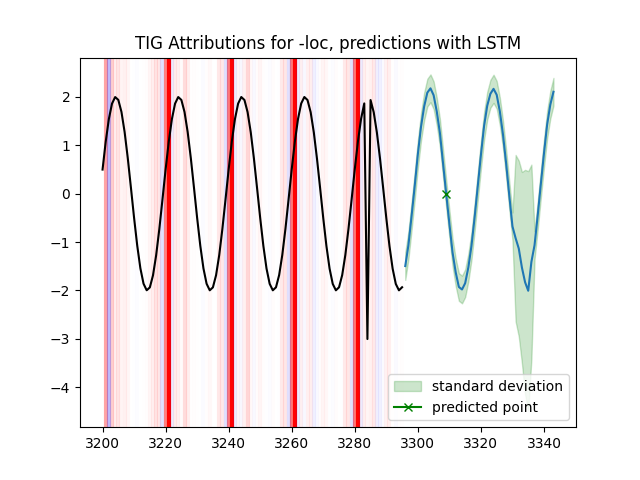 TIG Attributions for -loc, predictions with LSTM
2
1
0
−1
−2
−3
−4
standard deviation
predicted point
3200 3220 3240 3260 3280 3300 3320 3340